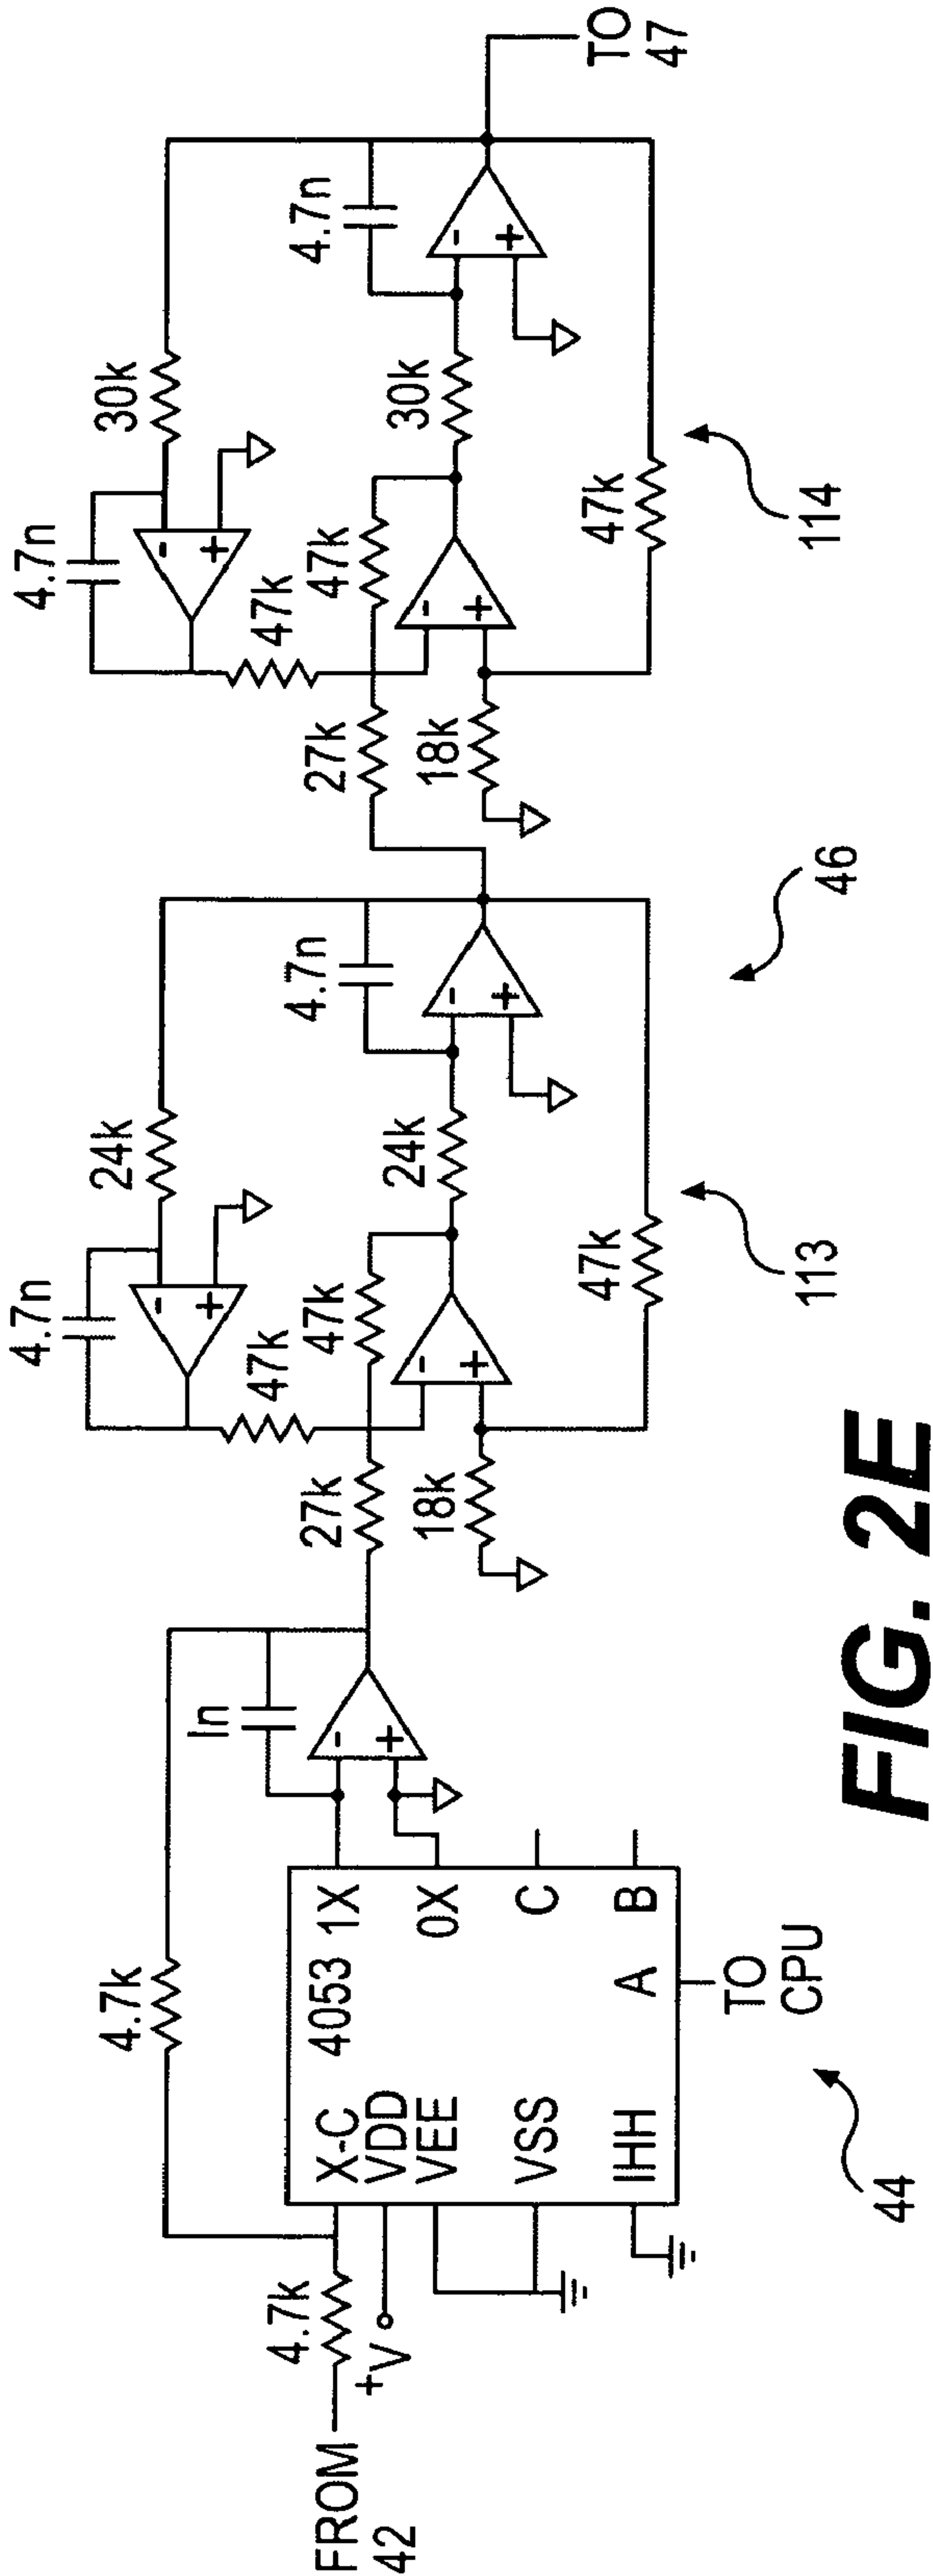 FROM
42
4.7k
+V
4.7k
X-C
VDD
VEE
VSS
IHH
4053
1X
0X
C
B
A
TO
CPU
44
In
27k
18k
4.7n
47k
47k
24k
24k
4.7n
47k
113
46
27k
18k
4.7n
47k
47k
30k
30k
4.7n
47k
114
TO
47
FIG. 2E